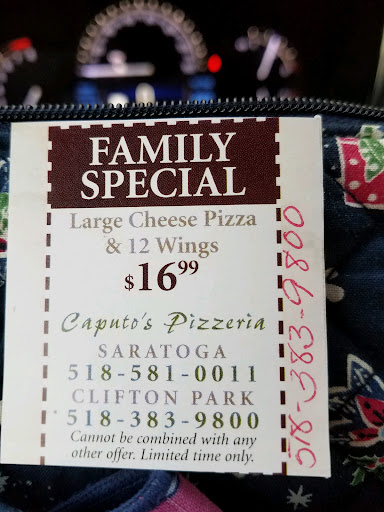 FAMILY
SPECIAL
Large Cheese Pizza
& 12 Wings
$16.99
Caputo's Pizzeria
SARATOGA
518-581-0011
CLIFTON PARK
518-383-9800
Cannot be combined with any
other offer. Limited time only.
518-383-9800